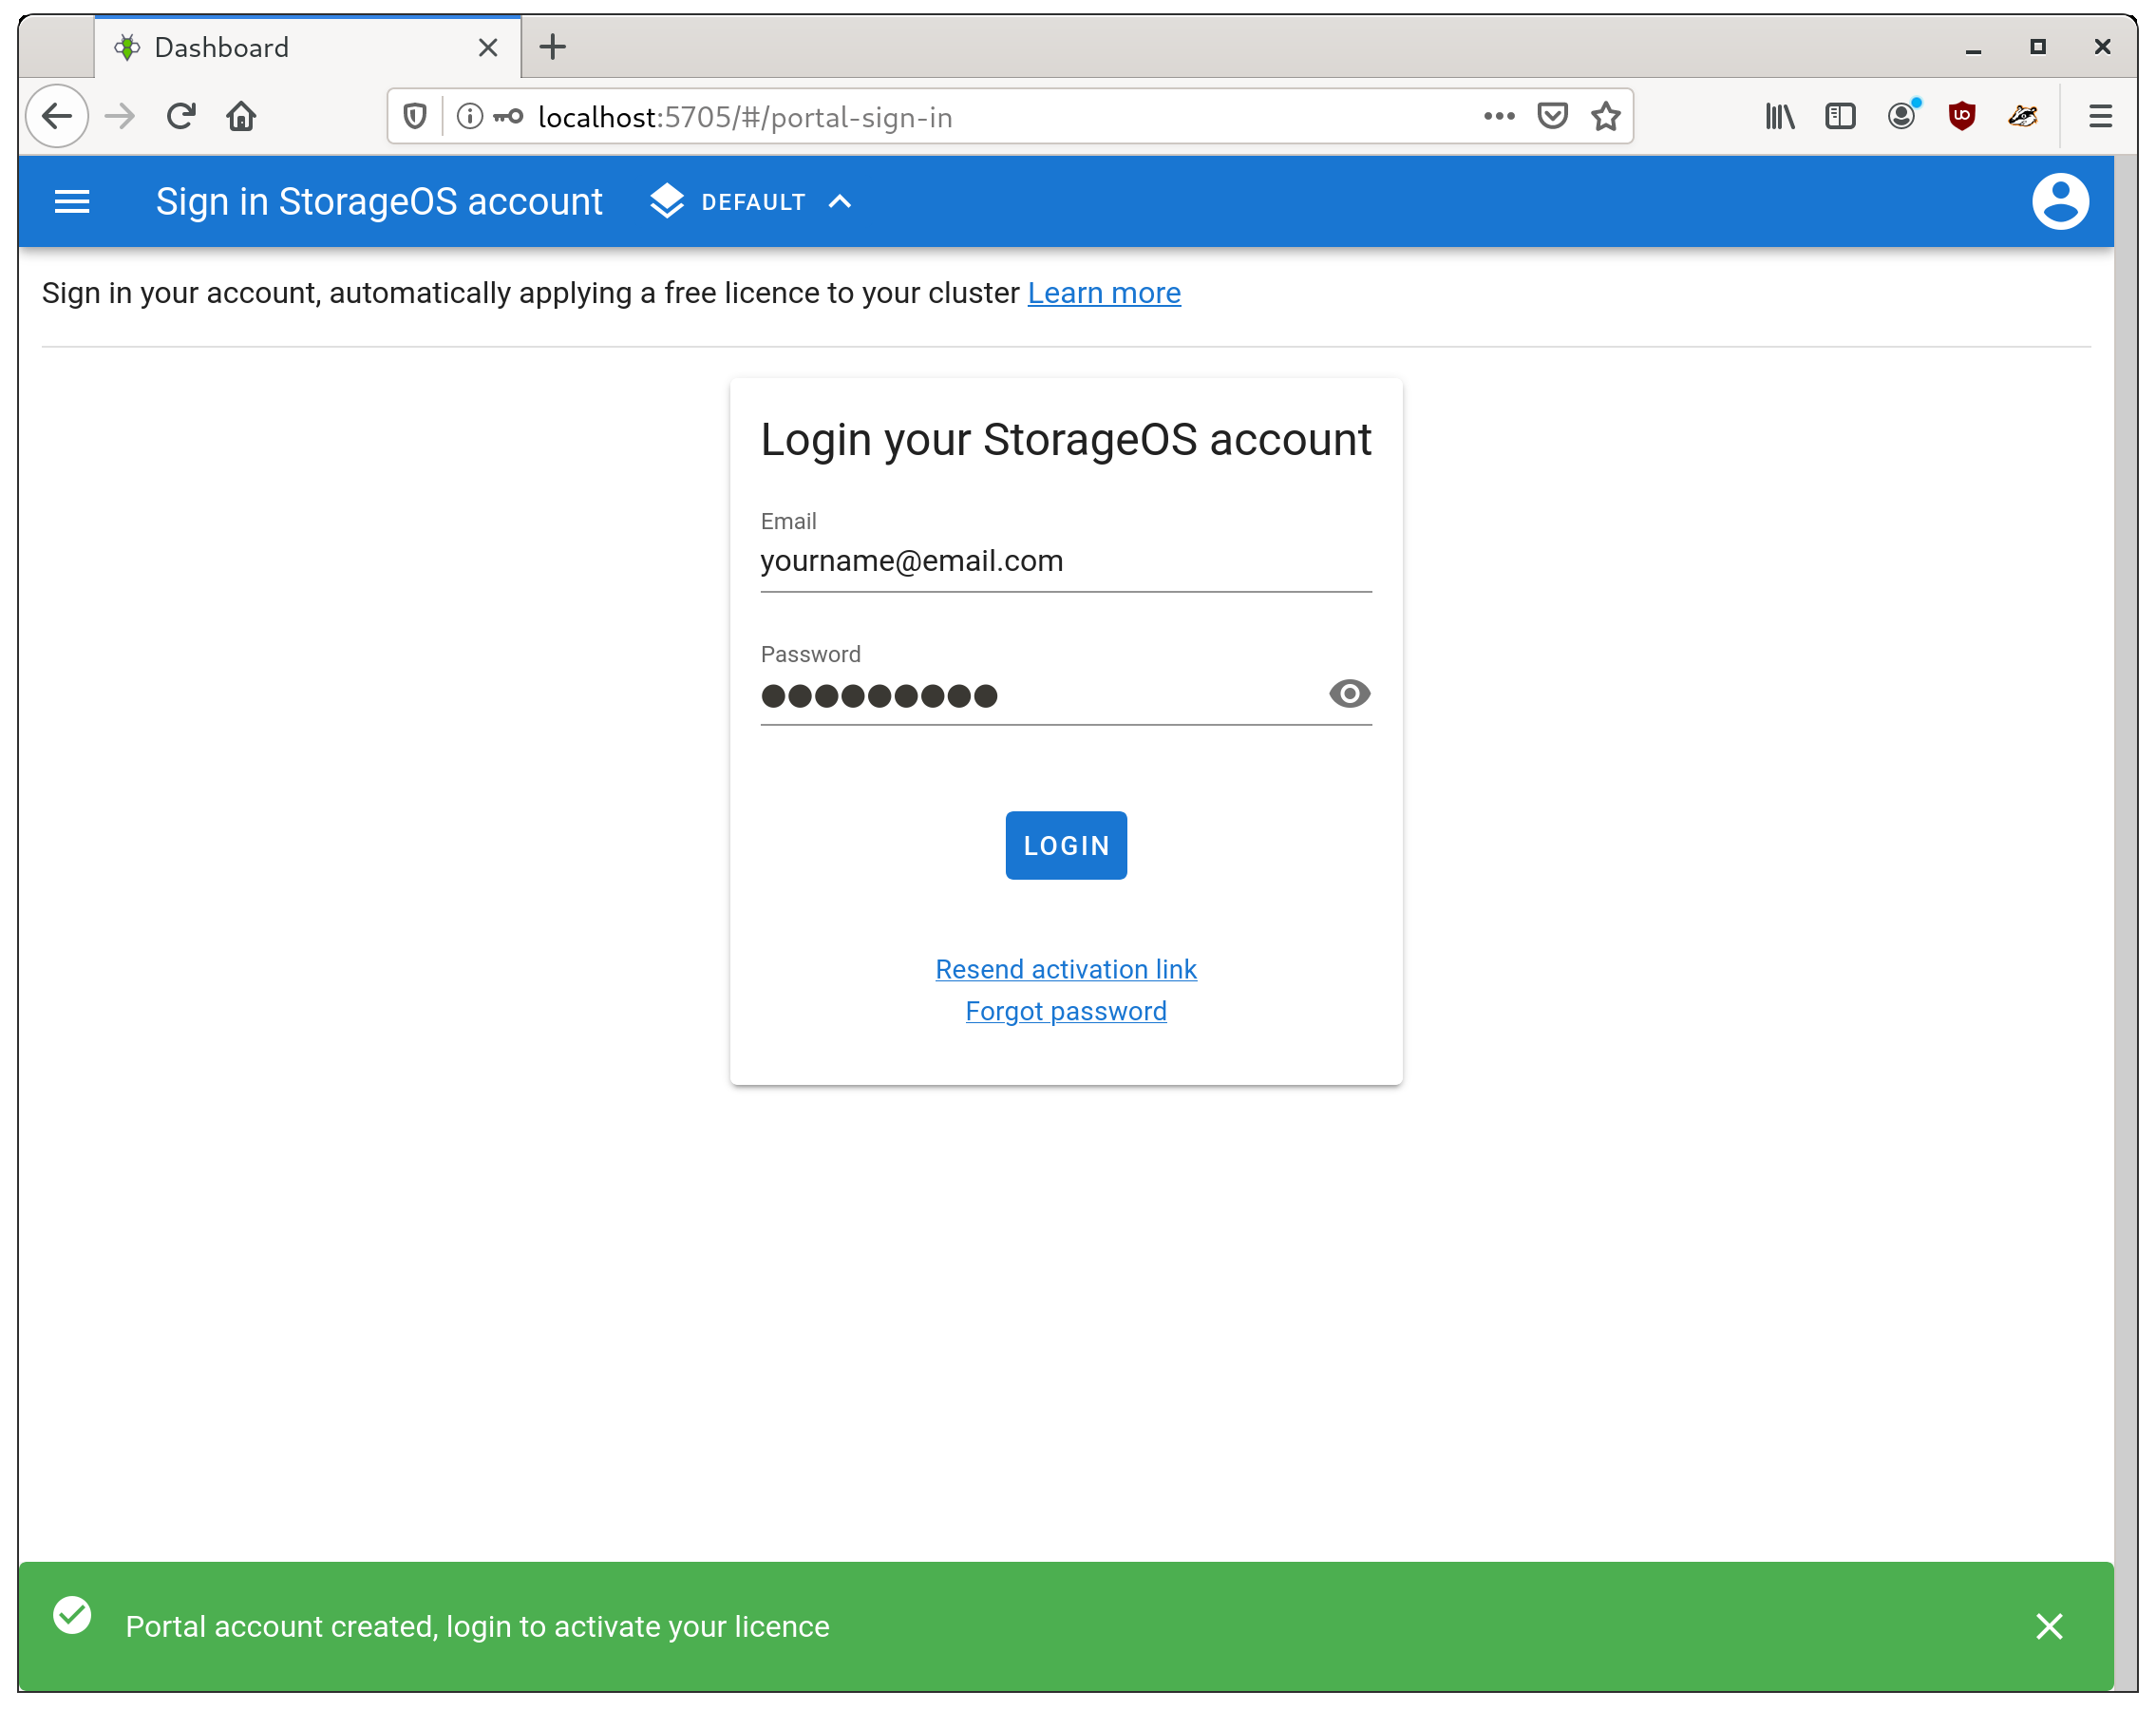 Dashboard
localhost:5705/#/portal-sign-in
Sign in StorageOS account DEFAULT
Sign in your account, automatically applying a free licence to your cluster Learn more
Login your StorageOS account
Email
yourname@email.com
Password
LOGIN
Resend activation link
Forgot password
Portal account created, login to activate your licence